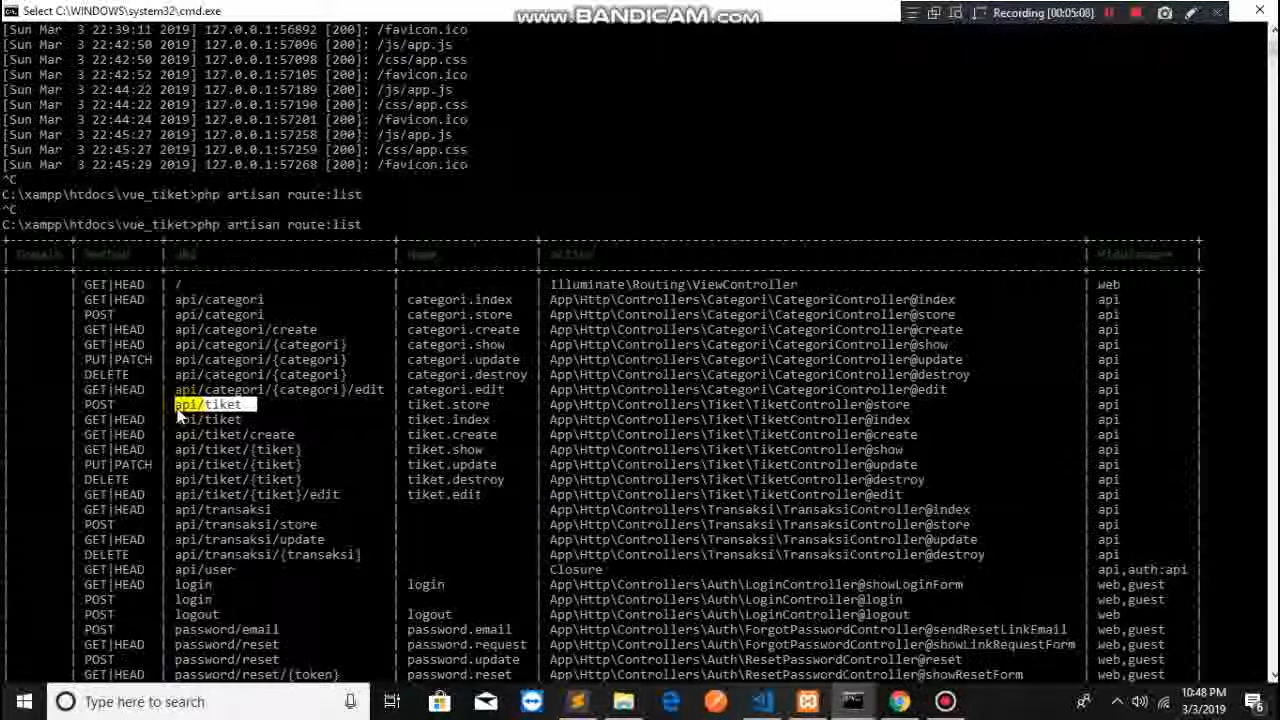 Select C:\WINDOWS\system32\cmd.exe
www.BANDICAM.com
Recording [00:05:08]
[Sun Mar  3 22:39:11 2019] 127.0.0.1:56892 [200]: /favicon.ico
[Sun Mar  3 22:42:50 2019] 127.0.0.1:57096 [200]: /js/app.js
[Sun Mar  3 22:42:50 2019] 127.0.0.1:57098 [200]: /css/app.css
[Sun Mar  3 22:42:52 2019] 127.0.0.1:57105 [200]: /favicon.ico
[Sun Mar  3 22:44:22 2019] 127.0.0.1:57189 [200]: /js/app.js
[Sun Mar  3 22:44:22 2019] 127.0.0.1:57190 [200]: /css/app.css
[Sun Mar  3 22:44:24 2019] 127.0.0.1:57201 [200]: /favicon.ico
[Sun Mar  3 22:45:27 2019] 127.0.0.1:57258 [200]: /js/app.js
[Sun Mar  3 22:45:27 2019] 127.0.0.1:57259 [200]: /css/app.css
[Sun Mar  3 22:45:29 2019] 127.0.0.1:57268 [200]: /favicon.ico
^C
C:\xampp\htdocs\vue_tiket>php artisan route:list
^C
C:\xampp\htdocs\vue_tiket>php artisan route:list
Domain | Method | URI | Name | Action | Middleware
GET|HEAD | / | | Illuminate\Routing\ViewController | web
GET|HEAD | api/categori | categori.index | App\Http\Controllers\Categori\CategoriController@index | api
POST | api/categori | categori.store | App\Http\Controllers\Categori\CategoriController@store | api
GET|HEAD | api/categori/create | categori.create | App\Http\Controllers\Categori\CategoriController@create | api
GET|HEAD | api/categori/{categori} | categori.show | App\Http\Controllers\Categori\CategoriController@show | api
PUT|PATCH | api/categori/{categori} | categori.update | App\Http\Controllers\Categori\CategoriController@update | api
DELETE | api/categori/{categori} | categori.destroy | App\Http\Controllers\Categori\CategoriController@destroy | api
GET|HEAD | api/categori/{categori}/edit | categori.edit | App\Http\Controllers\Categori\CategoriController@edit | api
POST | api/tiket | tiket.store | App\Http\Controllers\Tiket\TiketController@store | api
GET|HEAD | api/tiket | tiket.index | App\Http\Controllers\Tiket\TiketController@index | api
GET|HEAD | api/tiket/create | tiket.create | App\Http\Controllers\Tiket\TiketController@create | api
GET|HEAD | api/tiket/{tiket} | tiket.show | App\Http\Controllers\Tiket\TiketController@show | api
PUT|PATCH | api/tiket/{tiket} | tiket.update | App\Http\Controllers\Tiket\TiketController@update | api
DELETE | api/tiket/{tiket} | tiket.destroy | App\Http\Controllers\Tiket\TiketController@destroy | api
GET|HEAD | api/tiket/{tiket}/edit | tiket.edit | App\Http\Controllers\Tiket\TiketController@edit | api
GET|HEAD | api/transaksi | | App\Http\Controllers\Transaksi\TransaksiController@index | api
POST | api/transaksi/store | | App\Http\Controllers\Transaksi\TransaksiController@store | api
GET|HEAD | api/transaksi/update | | App\Http\Controllers\Transaksi\TransaksiController@update | api
DELETE | api/transaksi/{transaksi} | | App\Http\Controllers\Transaksi\TransaksiController@destroy | api
GET|HEAD | api/user | | Closure | api,auth:api
GET|HEAD | login | login | App\Http\Controllers\Auth\LoginController@showLoginForm | web,guest
POST | login | | App\Http\Controllers\Auth\LoginController@login | web,guest
POST | logout | logout | App\Http\Controllers\Auth\LoginController@logout | web
POST | password/email | password.email | App\Http\Controllers\Auth\ForgotPasswordController@sendResetLinkEmail | web,guest
GET|HEAD | password/reset | password.request | App\Http\Controllers\Auth\ForgotPasswordController@showLinkRequestForm | web,guest
POST | password/reset | password.update | App\Http\Controllers\Auth\ResetPasswordController@reset | web,guest
GET|HEAD | password/reset/{token} | password.reset | App\Http\Controllers\Auth\ResetPasswordController@showResetForm | web,guest
Type here to search
10:48 PM
3/3/2019
6